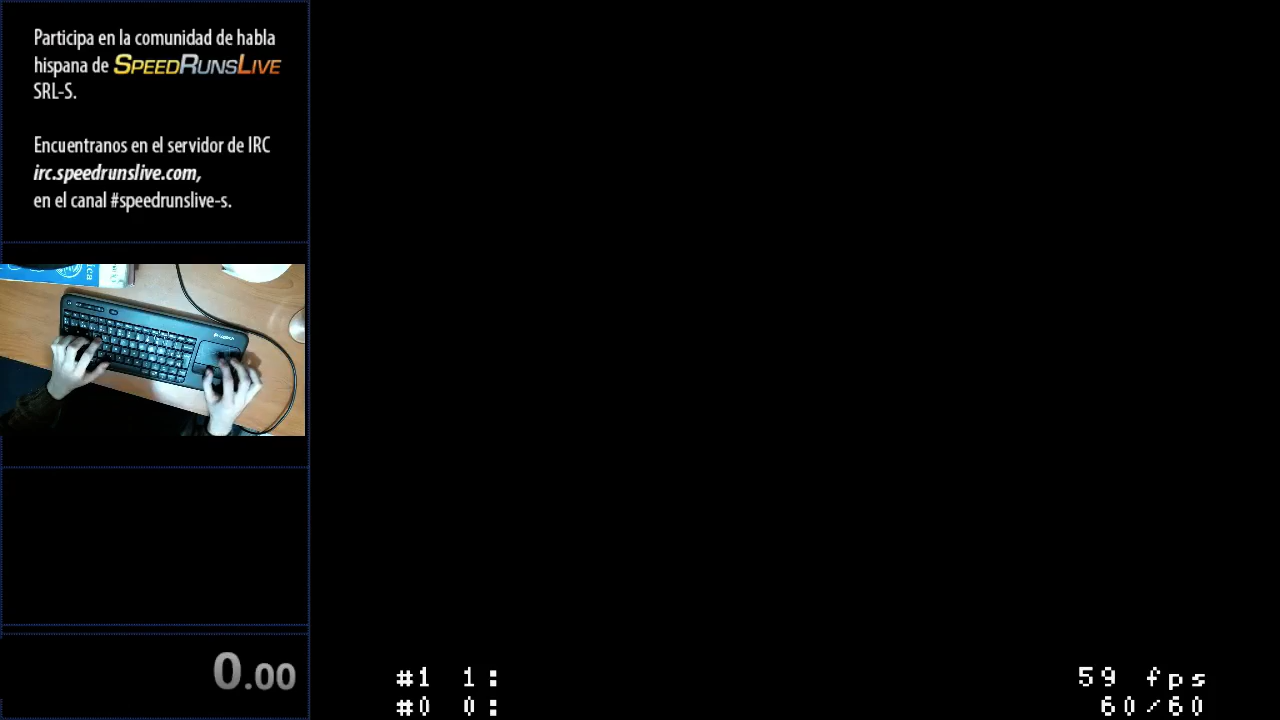 Participa en la comunidad de habla
hispana de SPEEDRUNSLIVE
SRL-S.
Encuentranos en el servidor de IRC
irc.speedrunslive.com,
en el canal #speedrunslive-s.
0.00
#1 1:
#0 0:
59 fps
60/60